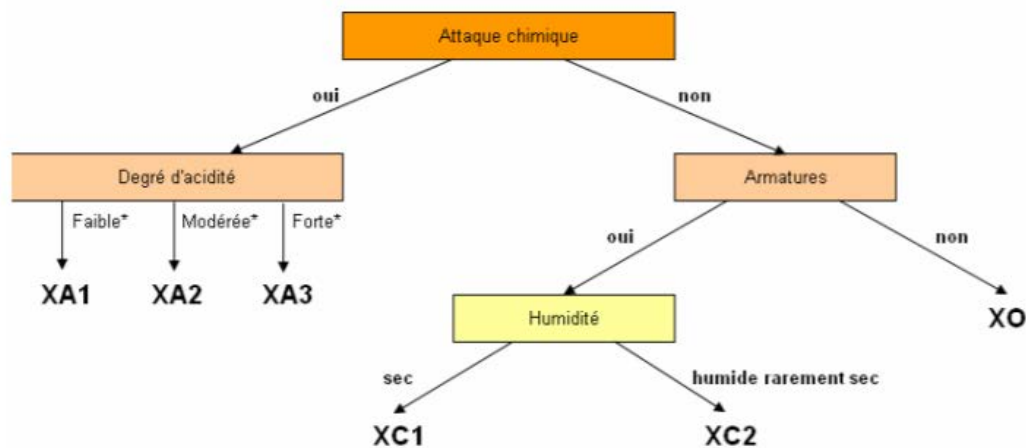 Attaque chimique
oui
non
Degré d'acidité
Armatures
Faible*
Modérée*
Forte*
oui
non
XA1
XA2
XA3
Humidité
XO
sec
humide rarement sec
XC1
XC2